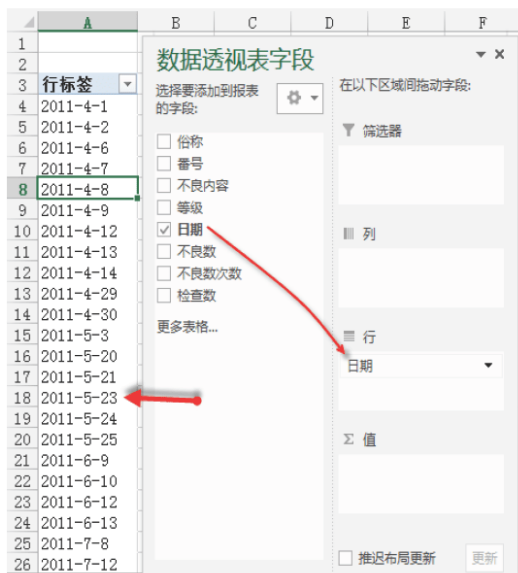 A B C D E F
1
2
3 行标签
4 2011-4-1
5 2011-4-2
6 2011-4-6
7 2011-4-7
8 2011-4-8
9 2011-4-9
10 2011-4-12
11 2011-4-13
12 2011-4-14
13 2011-4-29
14 2011-4-30
15 2011-5-3
16 2011-5-20
17 2011-5-21
18 2011-5-23
19 2011-5-24
20 2011-5-25
21 2011-6-9
22 2011-6-10
23 2011-6-12
24 2011-6-13
25 2011-7-8
26 2011-7-12
数据透视表字段
选择要添加到报表
的字段:
俗称
番号
不良内容
等级
日期
不良数
不良数次数
检查数
更多表格...
在以下区间拖动字段:
筛选器
列
行
日期
Σ 值
推迟布局更新
更新